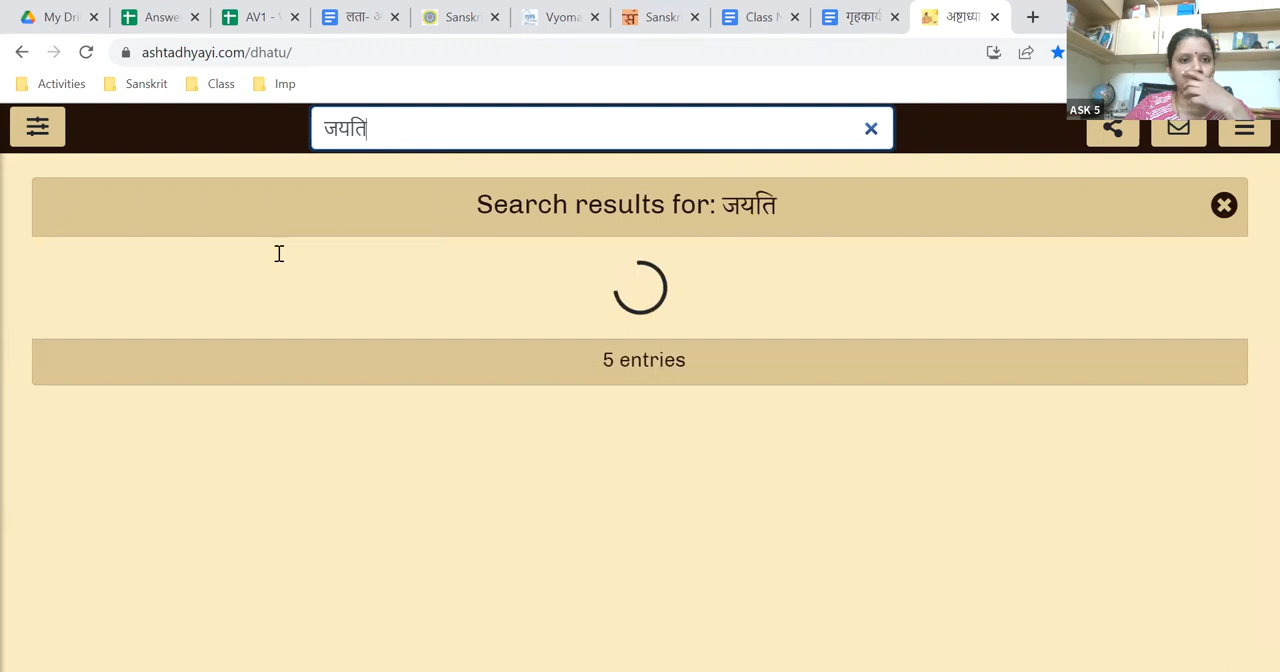 My Dri
Answe
AV1 -
लता-
Sanskr
Vyoma
Sanskr
Class N
गृहकार्य
अष्टाध्या
ashtadhyayi.com/dhatu/
Activities
Sanskrit
Class
Imp
ASK 5
जयति
Search results for: जयति
5 entries